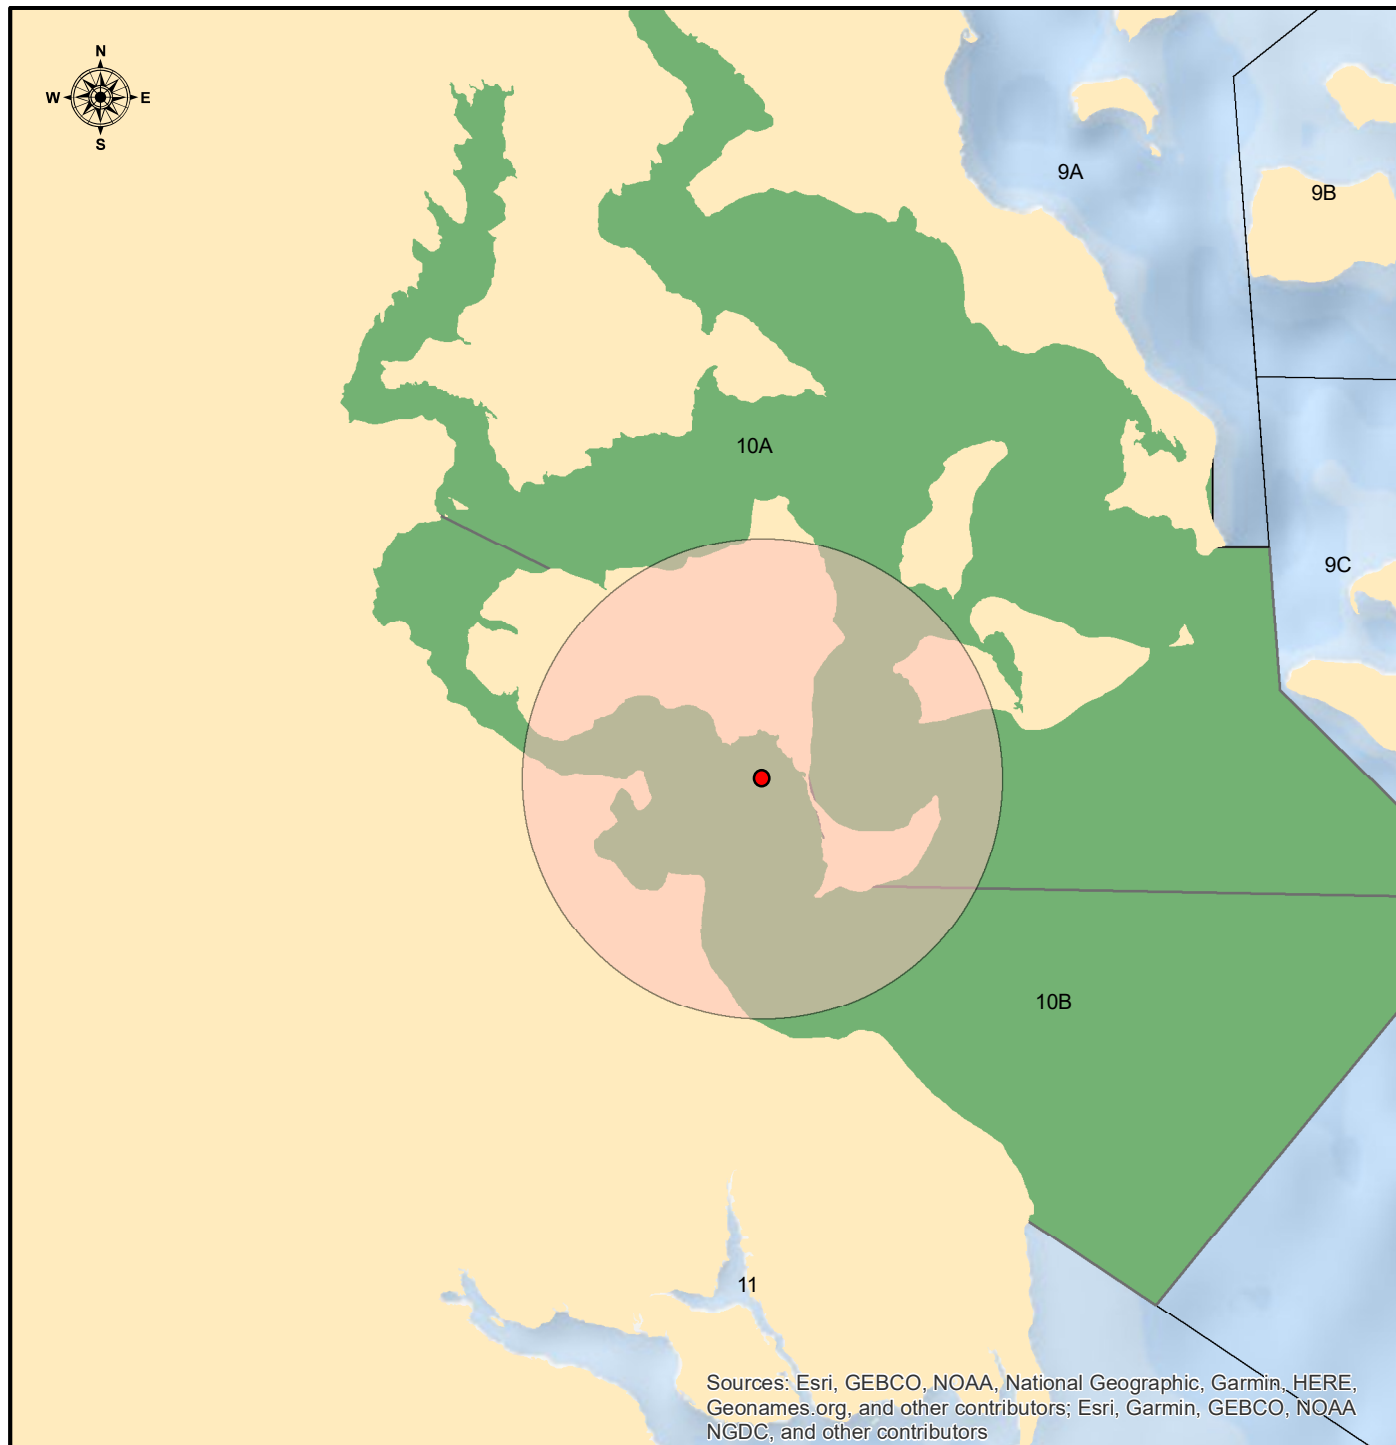 N
W E
S
9A
9B
10A
9C
10B
11
Sources: Esri, GEBCO, NOAA, National Geographic, Garmin, HERE,
Geonames.org, and other contributors; Esri, Garmin, GEBCO, NOAA
NGDC, and other contributors